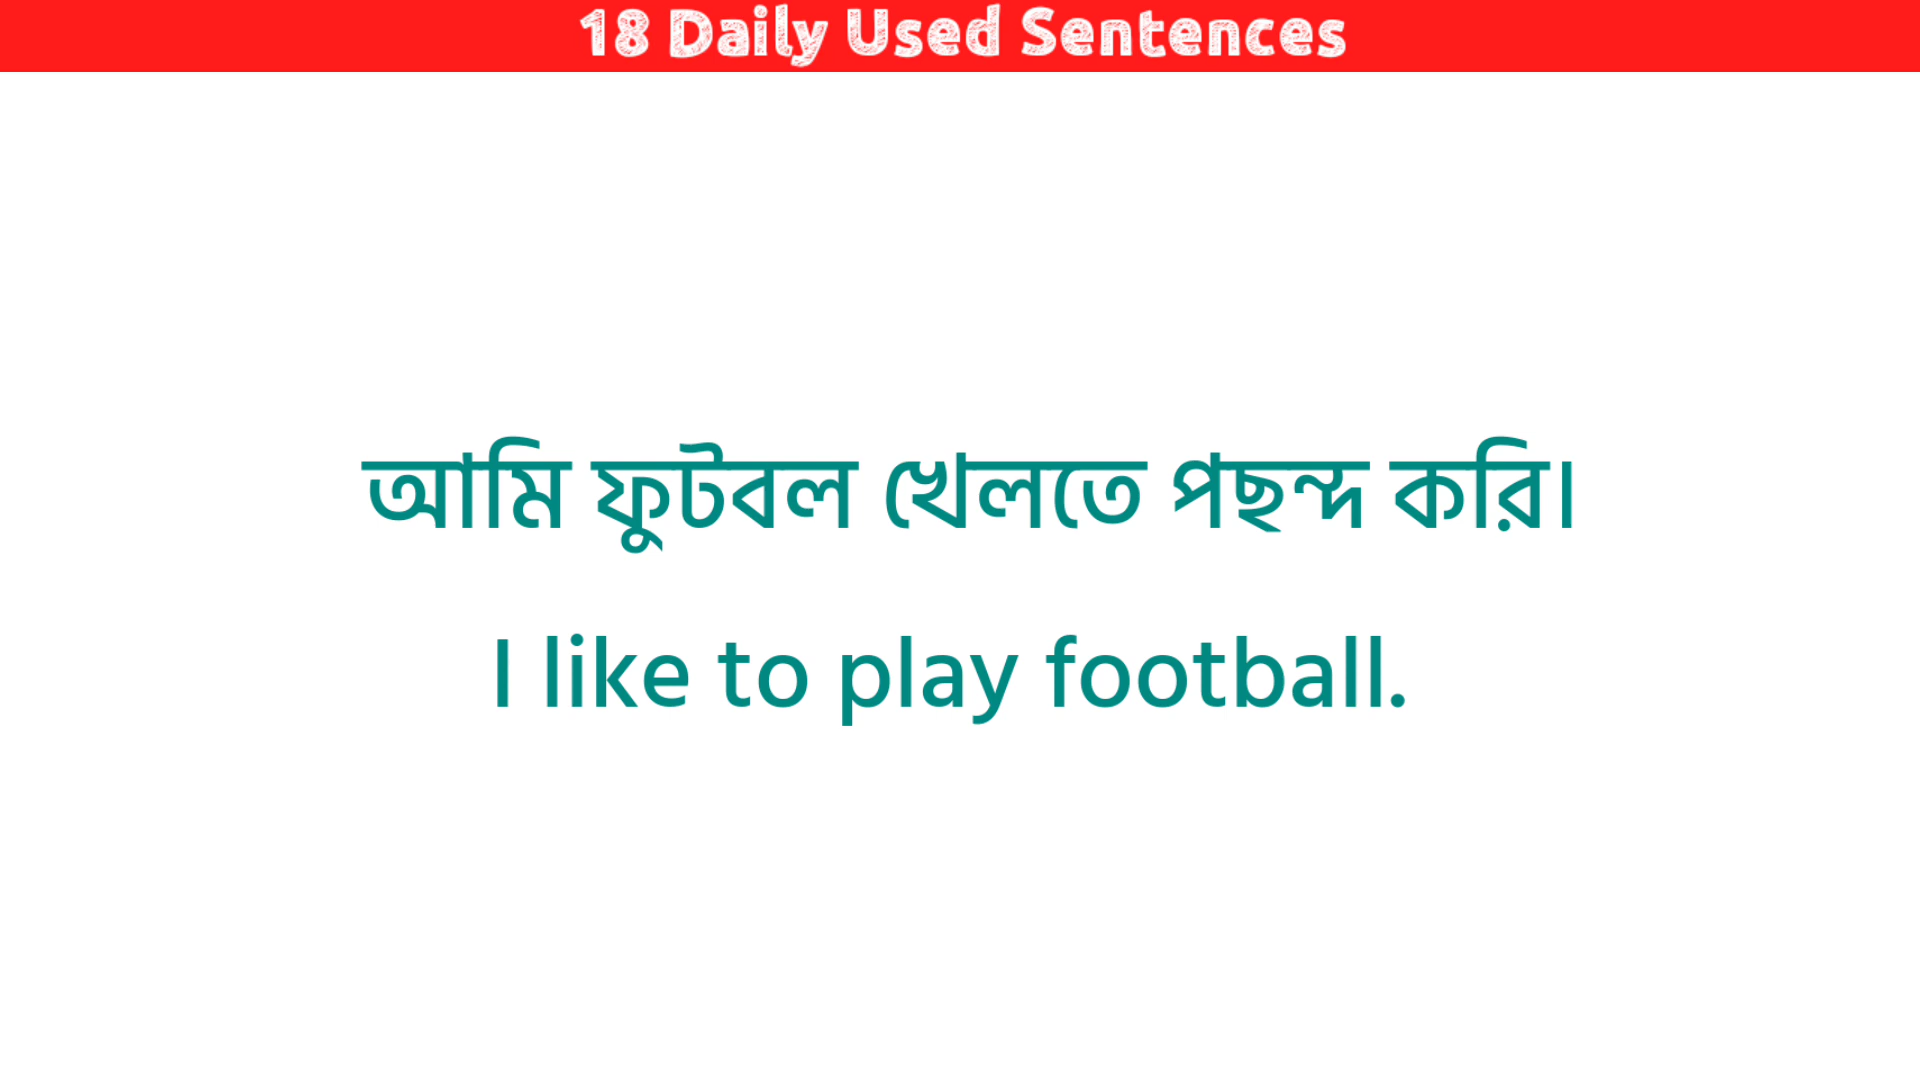 18 Daily Used Sentences
আমি ফুটবল খেলতে পছন্দ করি।
I like to play football.